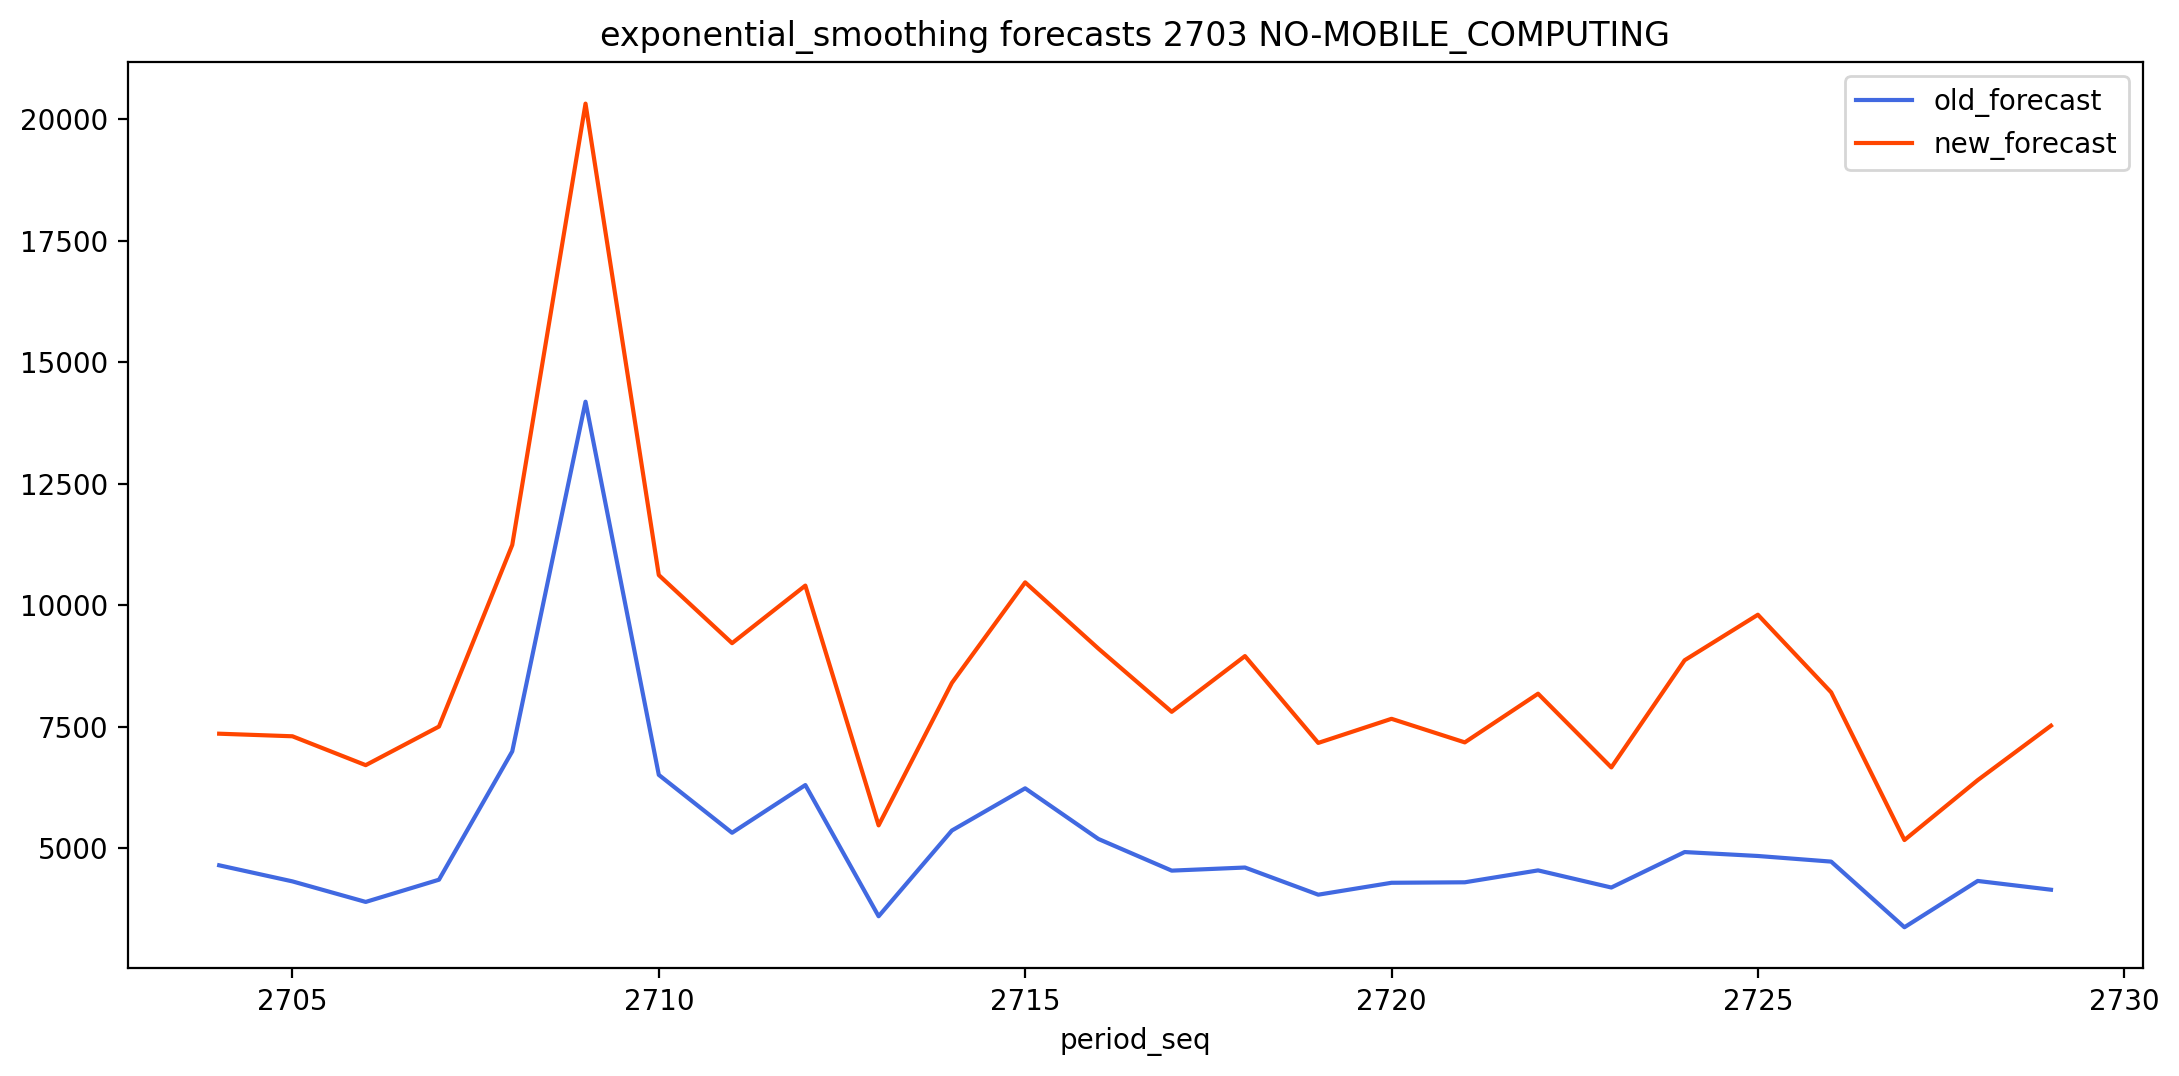 exponential_smoothing forecasts 2703 NO-MOBILE_COMPUTING
old_forecast
new_forecast
20000
17500
15000
12500
10000
7500
5000
2705 2710 2715 2720 2725 2730
period_seq